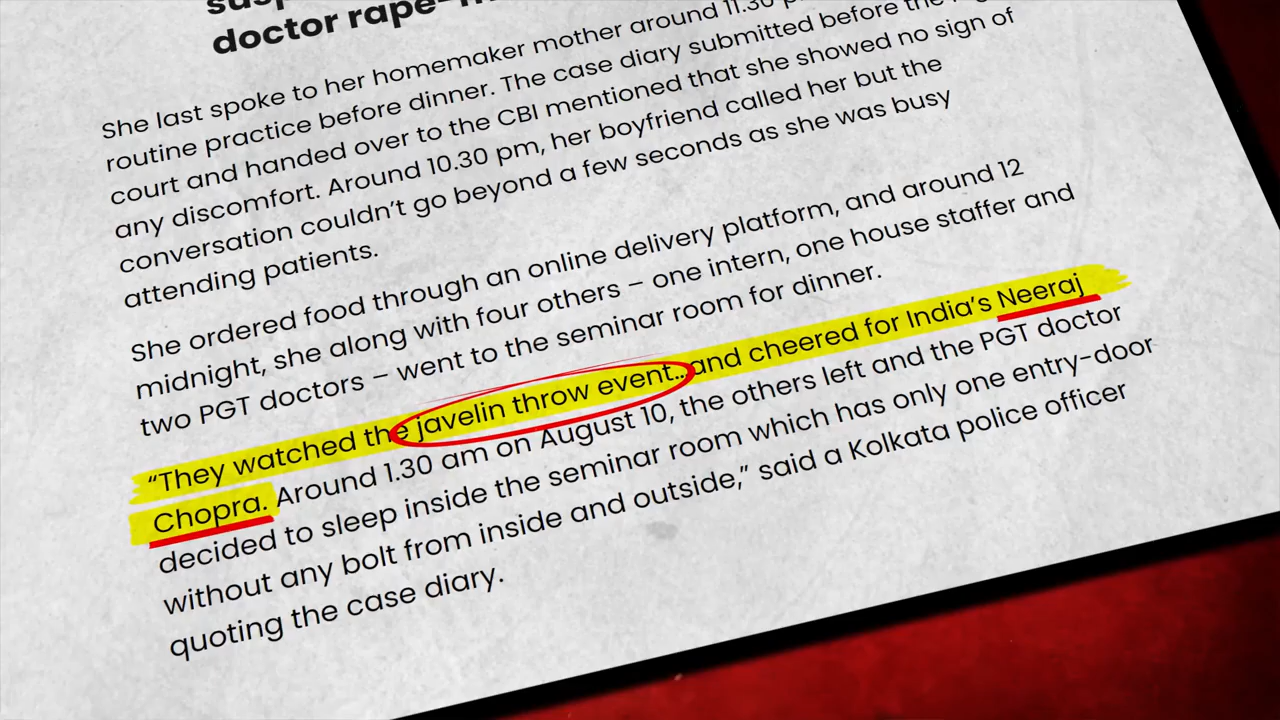 doctor rape-
She last spoke to her homemaker mother around 11.30
routine practice before dinner. The case diary submitted before the
court and handed over to the CBI mentioned that she showed no sign of
any discomfort. Around 10.30 pm, her boyfriend called her but the
conversation couldn't go beyond a few seconds as she was busy
attending patients.
She ordered food through an online delivery platform, and around 12
midnight, she along with four others – one intern, one house staffer and
two PGT doctors – went to the seminar room for dinner.
“They watched the javelin throw event...and cheered for India's Neeraj
Chopra. Around 1.30 am on August 10, the others left and the PGT doctor
decided to sleep inside the seminar room which has only one entry-door
without any bolt from inside and outside,” said a Kolkata police officer
quoting the case diary.